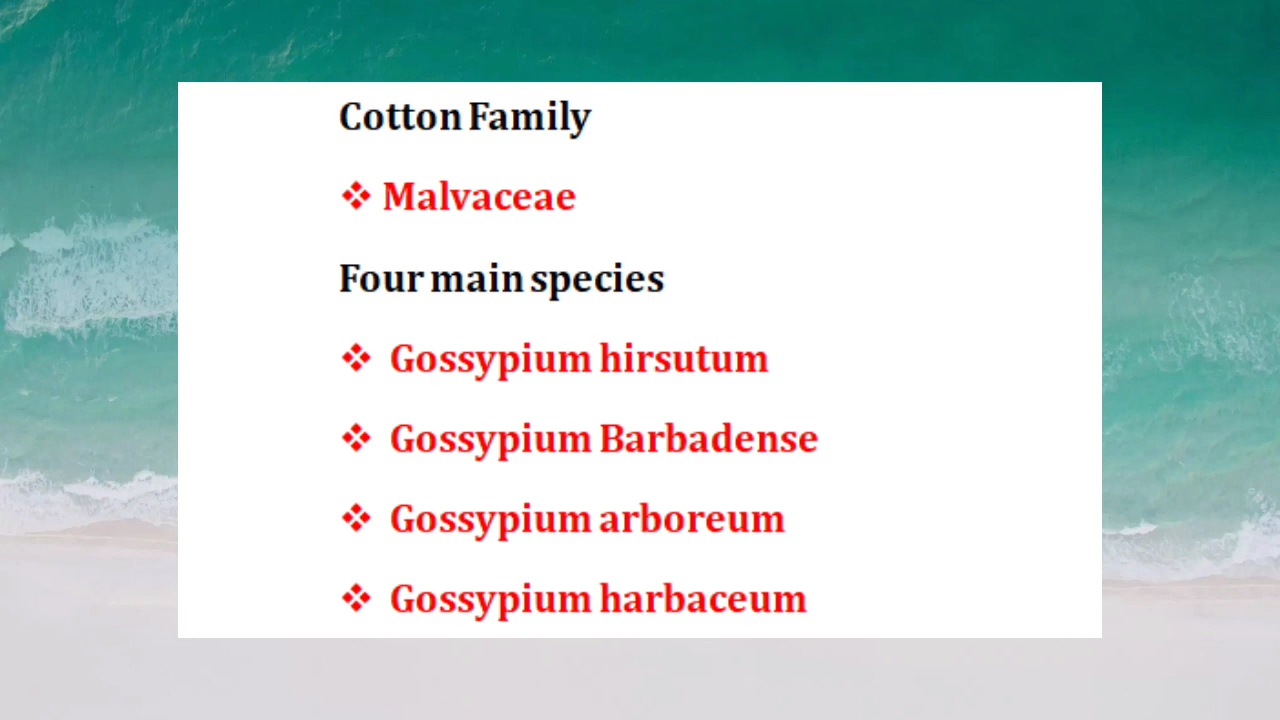 Cotton Family
❖ Malvaceae
Four main species
❖ Gossypium hirsutum
❖ Gossypium Barbadense
❖ Gossypium arboreum
❖ Gossypium harbaceum